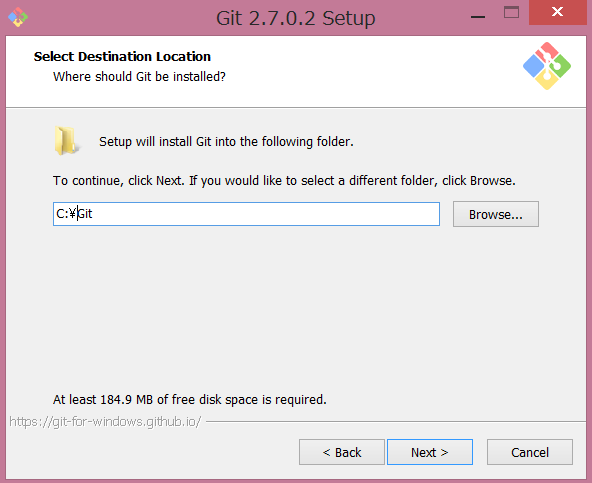 Git 2.7.0.2 Setup
Select Destination Location
Where should Git be installed?
Setup will install Git into the following folder.
To continue, click Next. If you would like to select a different folder, click Browse.
C:¥Git
Browse...
At least 184.9 MB of free disk space is required.
https://git-for-windows.github.io/
< Back
Next >
Cancel